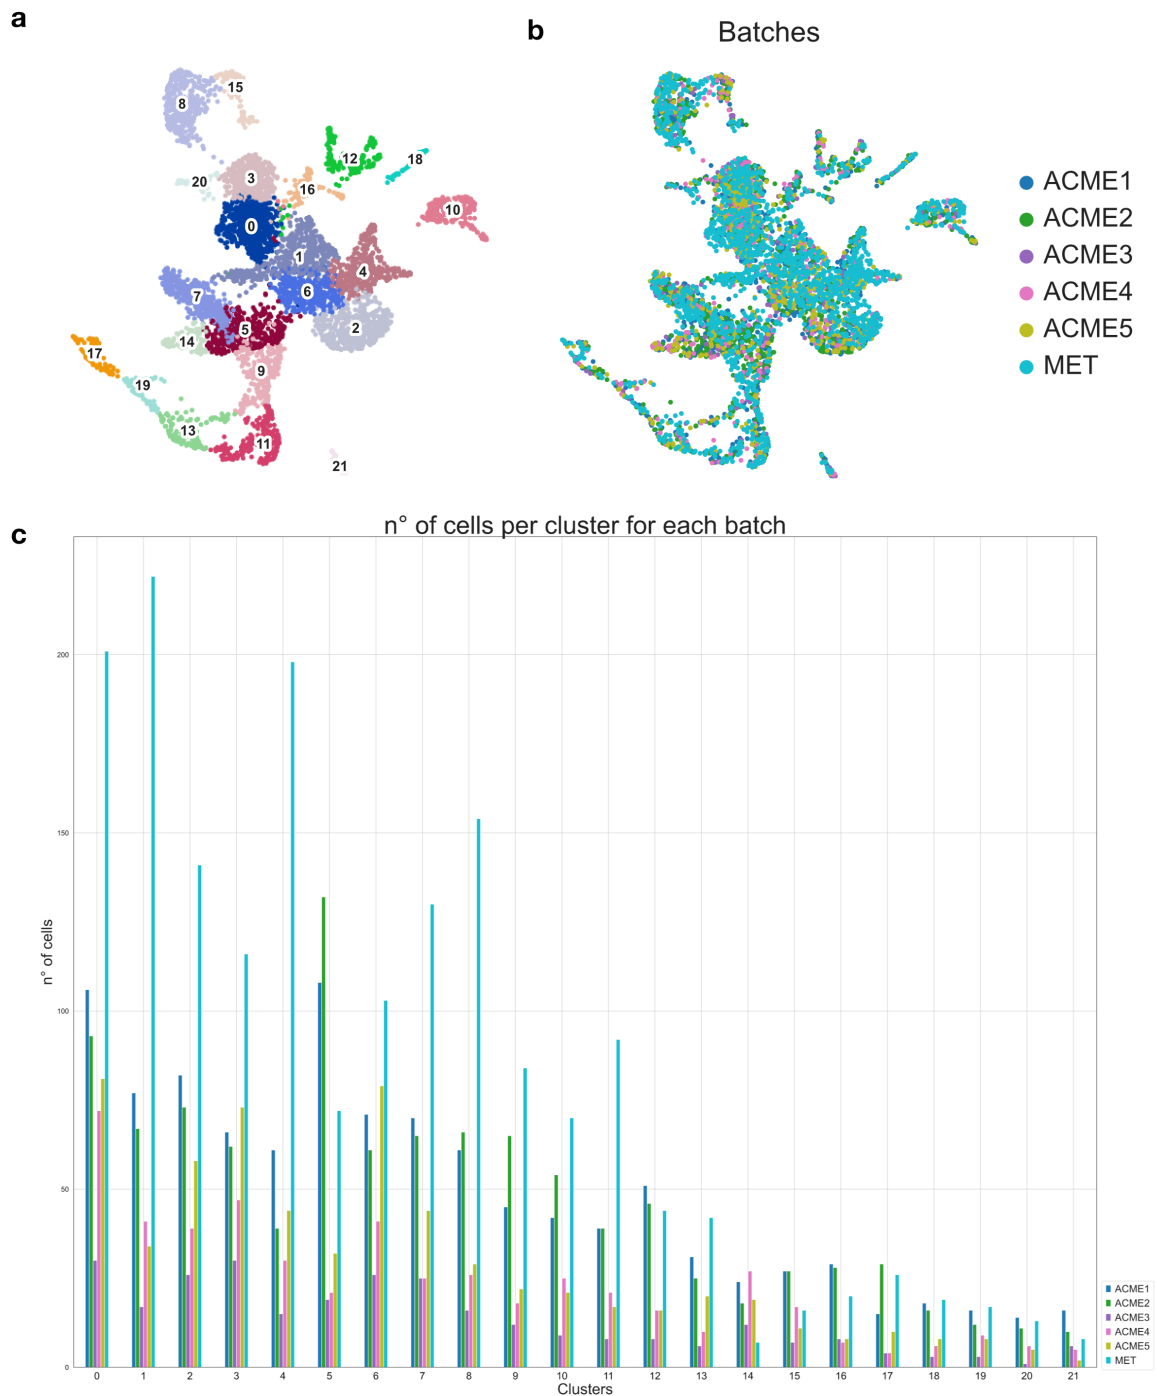 a
b
Batches
15
8
12
18
3
20
16
10
0
1
4
7
6
5
2
14
17
9
19
13
11
21
ACME1
ACME2
ACME3
ACME4
ACME5
MET
c
n° of cells per cluster for each batch
200
150
100
50
0
n° of cells
0 1 2 3 4 5 6 7 8 9 10 11 12 13 14 15 16 17 18 19 20 21
Clusters
ACME1
ACME2
ACME3
ACME4
ACME5
MET